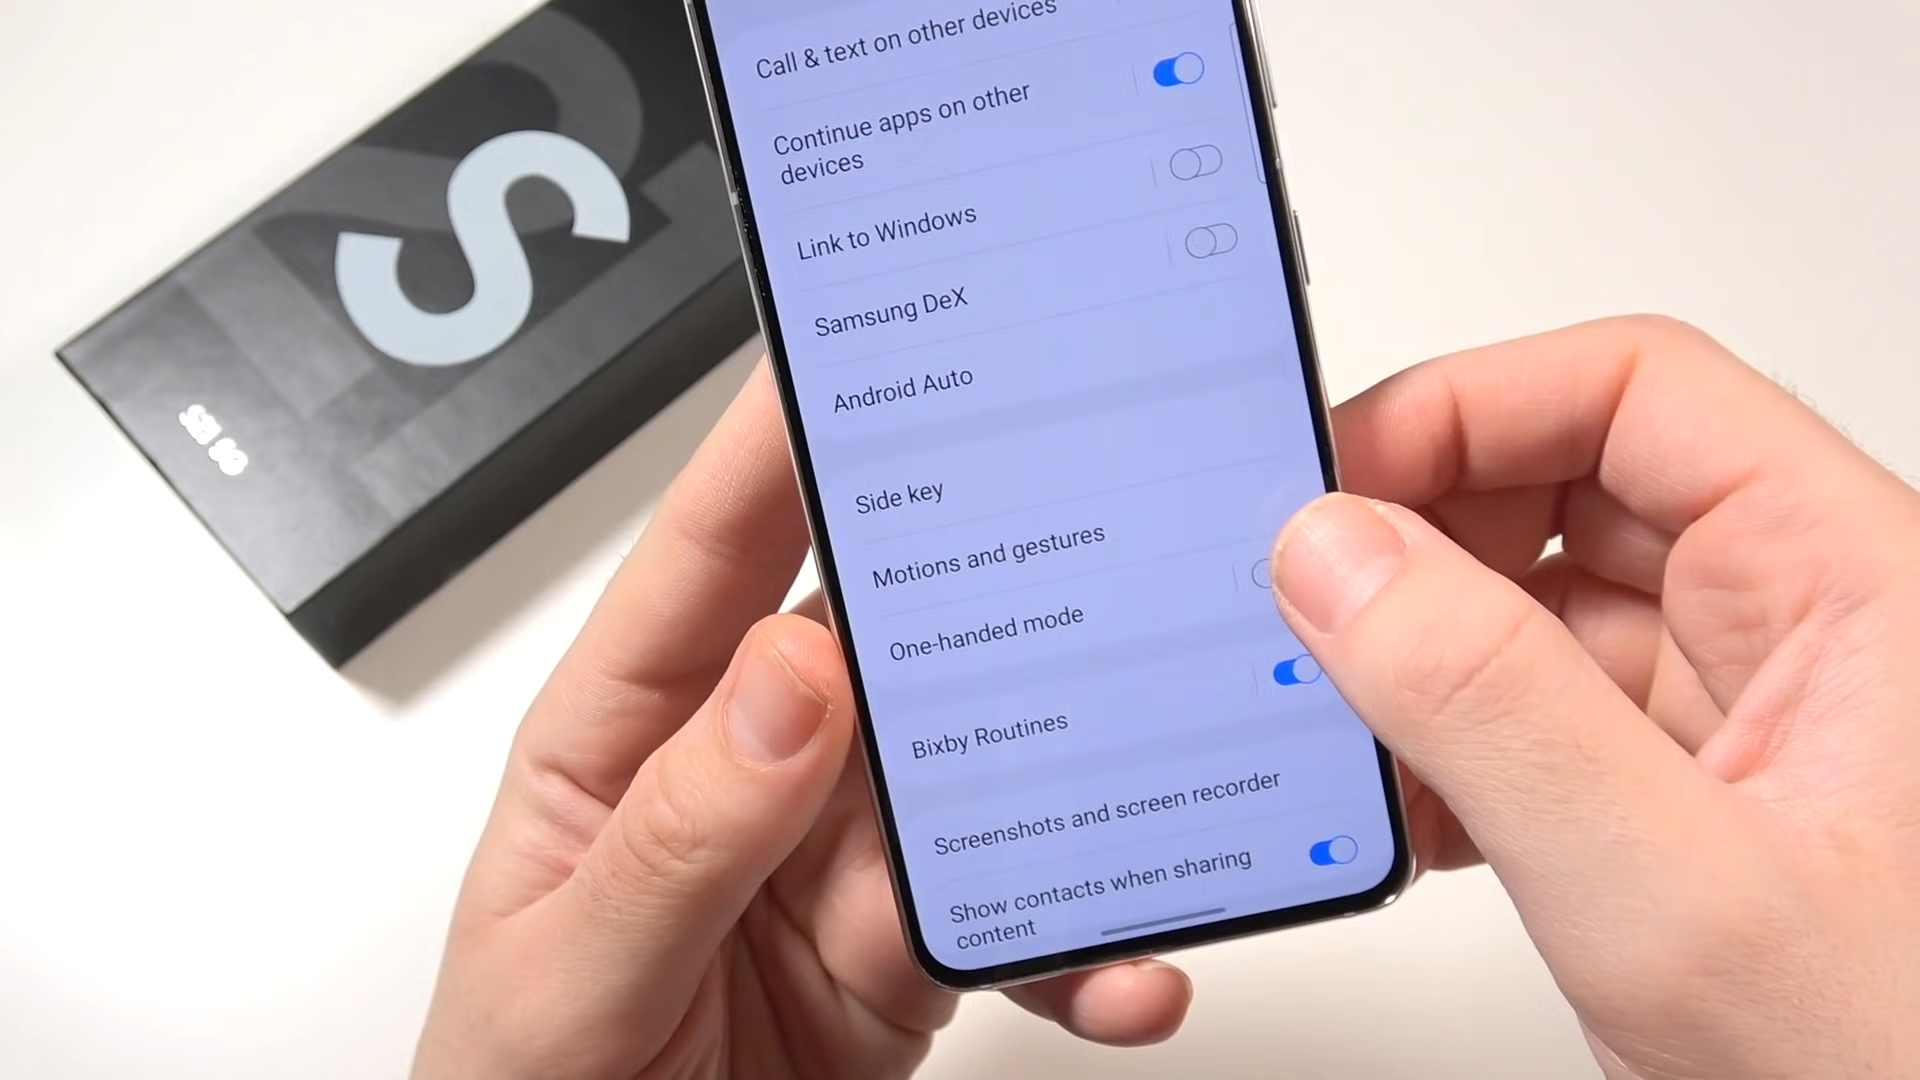 Call & text on other devices
Continue apps on other
devices
Link to Windows
Samsung DeX
Android Auto
Side key
Motions and gestures
One-handed mode
Bixby Routines
Screenshots and screen recorder
Show contacts when sharing
content
S